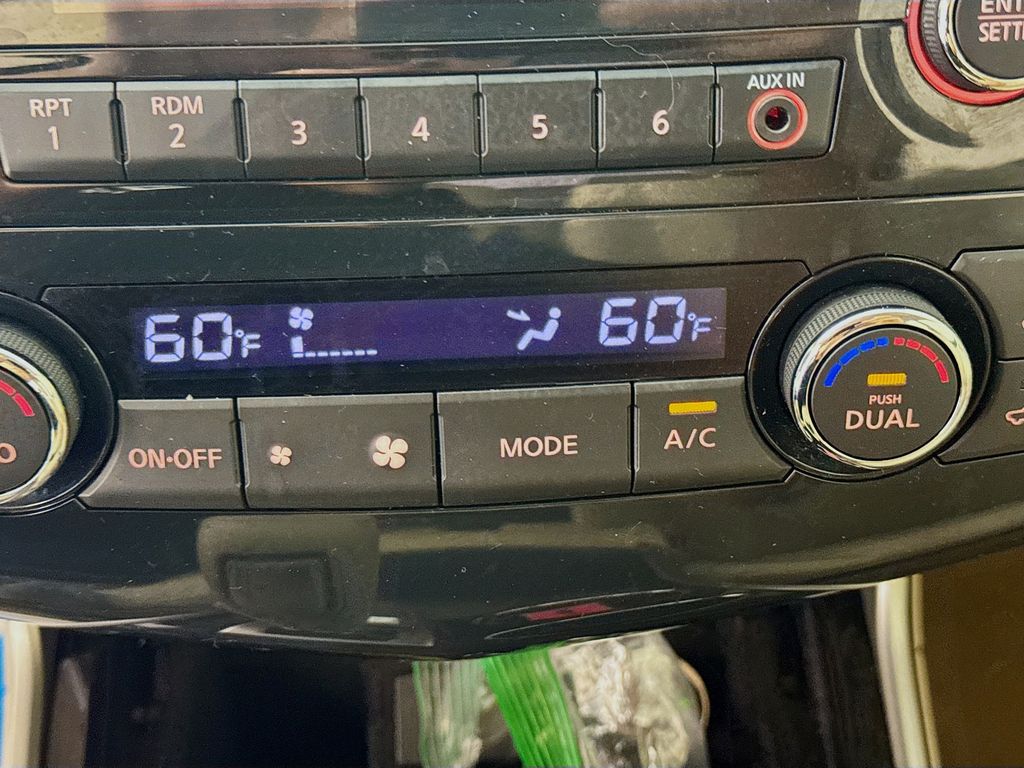 RPT
1
RDM
2
3
4
5
6
AUX IN
60°F
60°F
ON•OFF
MODE
A/C
PUSH
DUAL